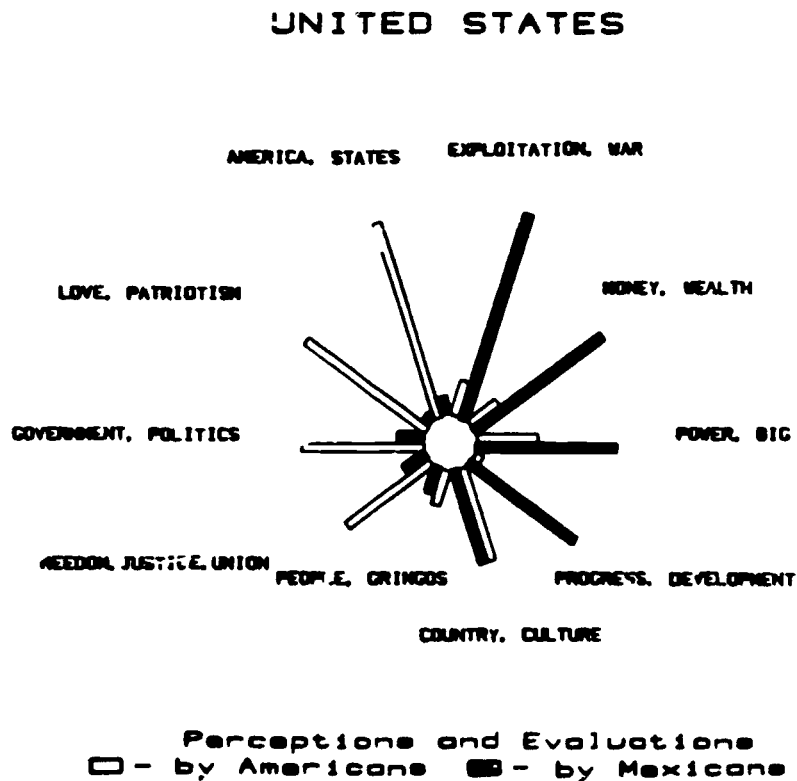 UNITED STATES
AMERICA, STATES
EXPLOITATION, WAR
LOVE, PATRIOTISM
MONEY, WEALTH
GOVERNMENT, POLITICS
POWER, BIG
FREEDOM, JUSTICE, UNION
PEOPLE, GRINGOS
PROGRESS, DEVELOPMENT
COUNTRY, CULTURE
Perceptions and Evaluations
- by Americans - by Mexicans